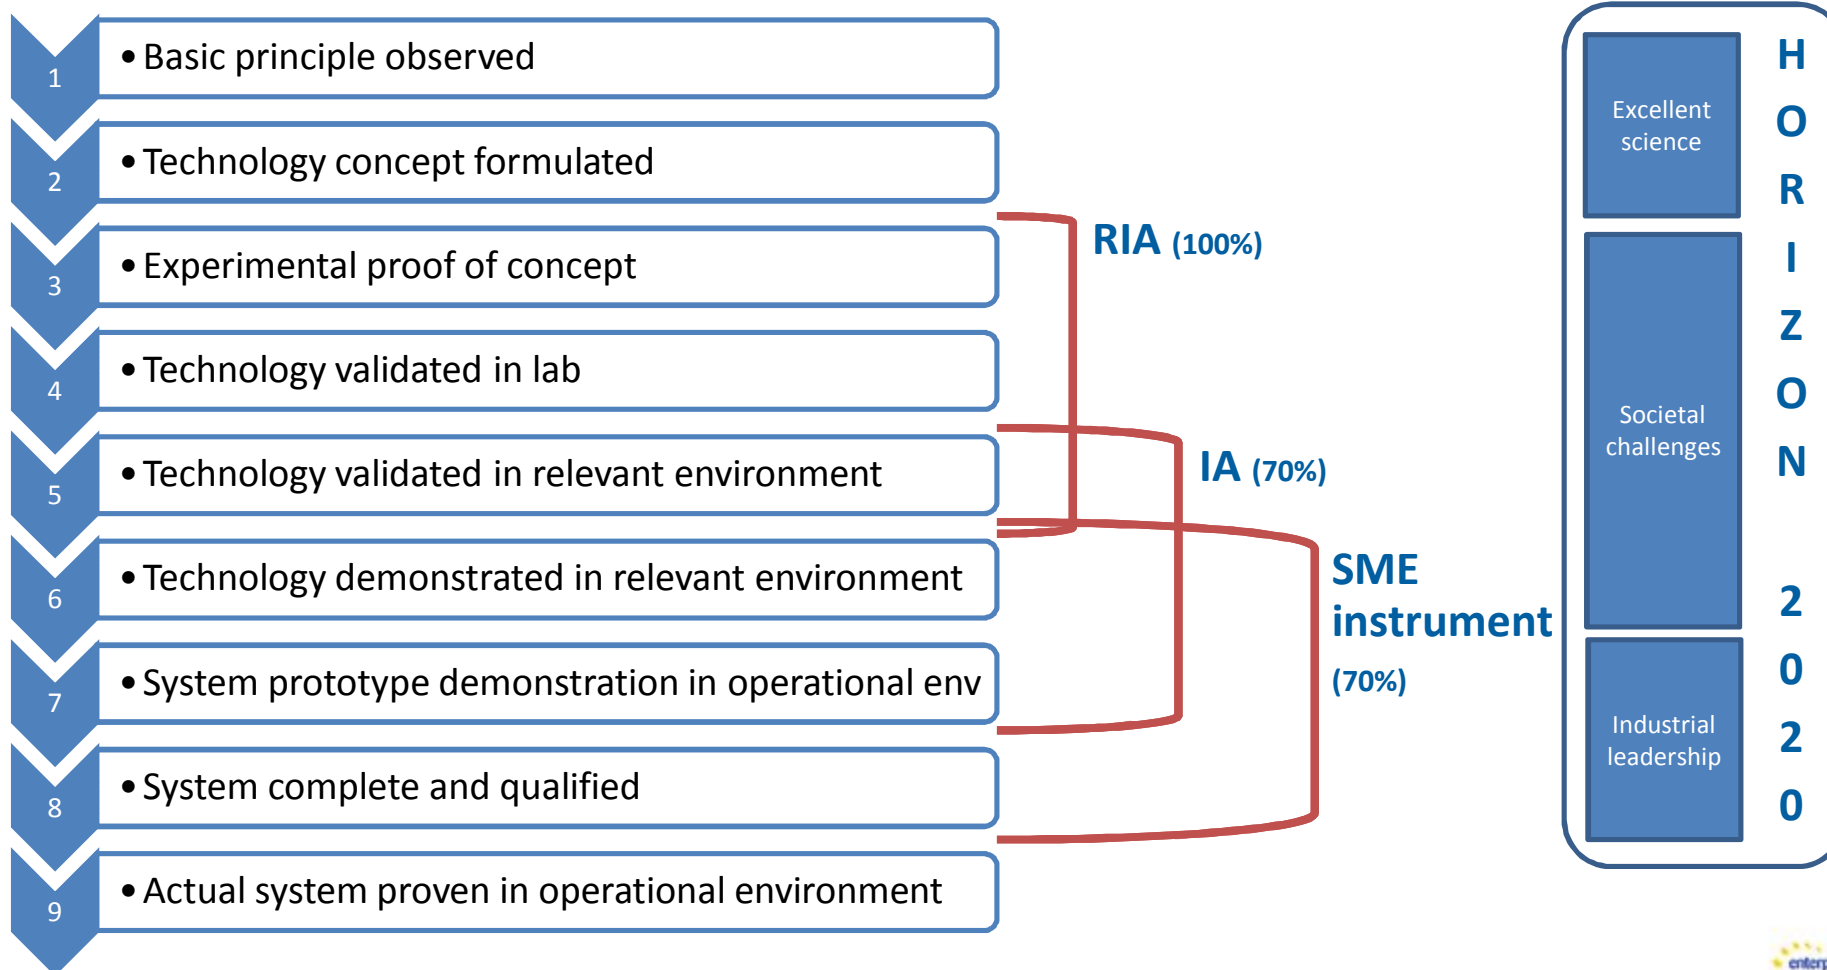 1
• Basic principle observed
2
• Technology concept formulated
3
• Experimental proof of concept
4
• Technology validated in lab
5
• Technology validated in relevant environment
6
• Technology demonstrated in relevant environment
7
• System prototype demonstration in operational env
8
• System complete and qualified
9
• Actual system proven in operational environment
RIA (100%)
IA (70%)
SME
instrument
(70%)
Excellent
science
Societal
challenges
Industrial
leadership
H
O
R
I
Z
O
N
2
0
2
0
enterp